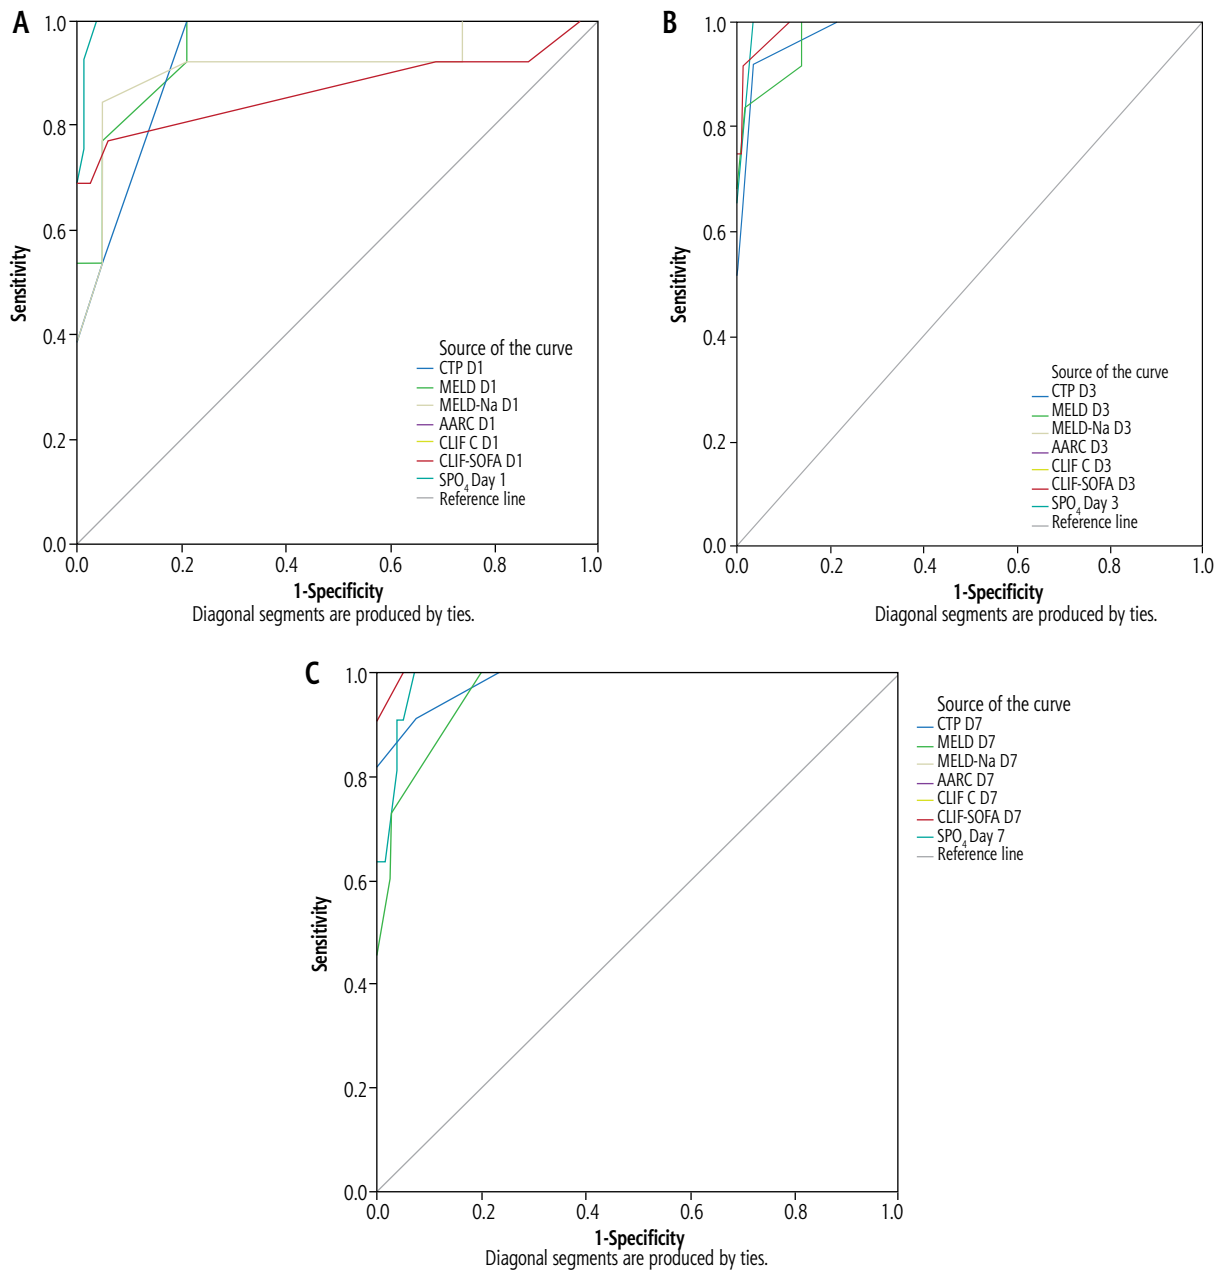 A
1.0
0.8
0.6
0.4
0.2
0.0
Sensitivity
Source of the curve
CTP D1
MELD D1
MELD-Na D1
AARC D1
CLIF C D1
CLIF-SOFA D1
SPO4 Day 1
Reference line
0.0 0.2 0.4 0.6 0.8 1.0
1-Specificity
Diagonal segments are produced by ties.
B
1.0
0.8
0.6
0.4
0.2
0.0
Sensitivity
Source of the curve
CTP D3
MELD D3
MELD-Na D3
AARC D3
CLIF C D3
CLIF-SOFA D3
SPO4 Day 3
Reference line
0.0 0.2 0.4 0.6 0.8 1.0
1-Specificity
Diagonal segments are produced by ties.
C
1.0
0.8
0.6
0.4
0.2
0.0
Sensitivity
Source of the curve
CTP D7
MELD D7
MELD-Na D7
AARC D7
CLIF C D7
CLIF-SOFA D7
SPO4 Day 7
Reference line
0.0 0.2 0.4 0.6 0.8 1.0
1-Specificity
Diagonal segments are produced by ties.